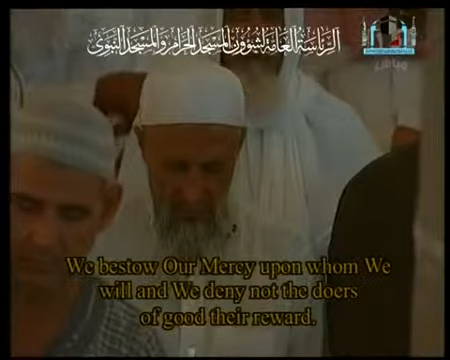 الرئاسة العامة لشؤون المسجد الحرام والمسجد النبوي
مباشر
We bestow Our Mercy upon whom We
will and We deny not the doers
of good their reward.